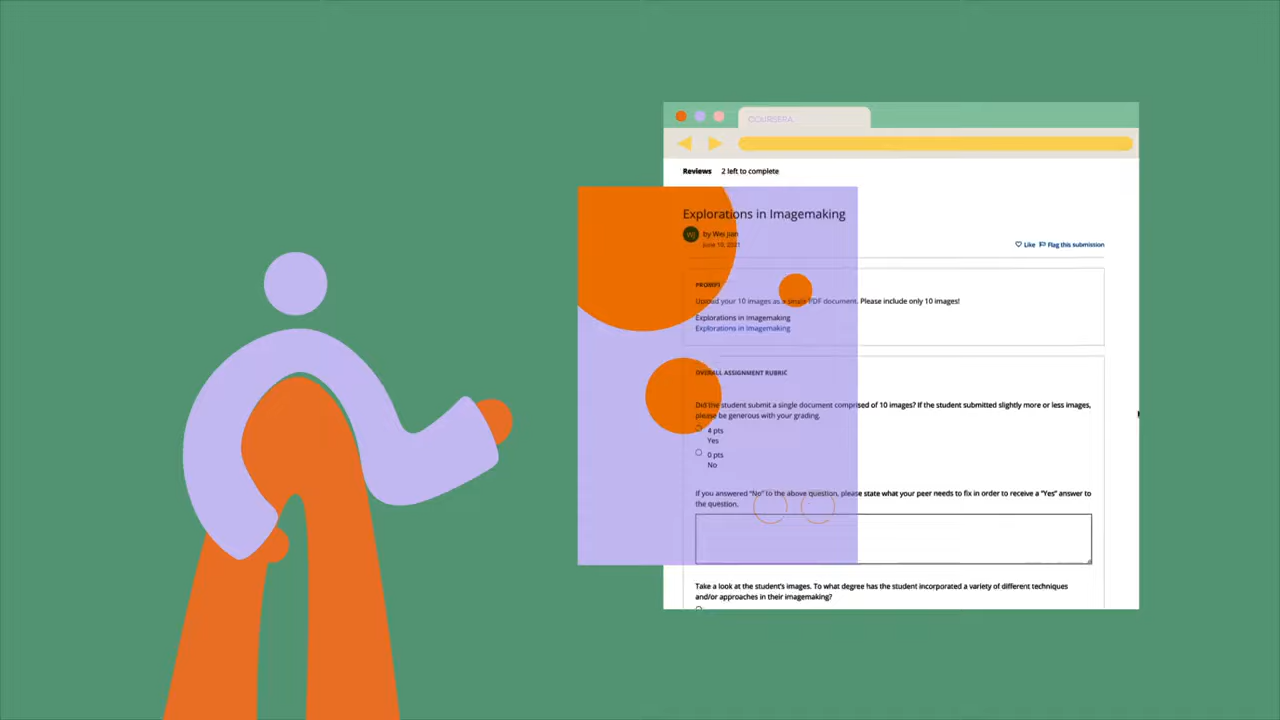 COURSERA
Reviews 2 left to complete
Explorations in Imagemaking
WJ by Wei Jian
June 10, 2021
Like Flag this submission
PROMPT
Upload your 10 images as a single PDF document. Please include only 10 images!
Explorations in Imagemaking
Explorations in Imagemaking
OVERALL ASSIGNMENT RUBRIC
Did the student submit a single document comprised of 10 images? If the student submitted slightly more or less images,
please be generous with your grading.
4 pts
Yes
0 pts
No
If you answered "No" to the above question, please state what your peer needs to fix in order to receive a "Yes" answer to
the question.
Take a look at the student's images. To what degree has the student incorporated a variety of different techniques
and/or approaches in their imagemaking?